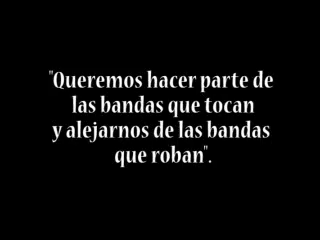 "Queremos hacer parte de
las bandas que tocan
y alejarnos de las bandas
que roban".